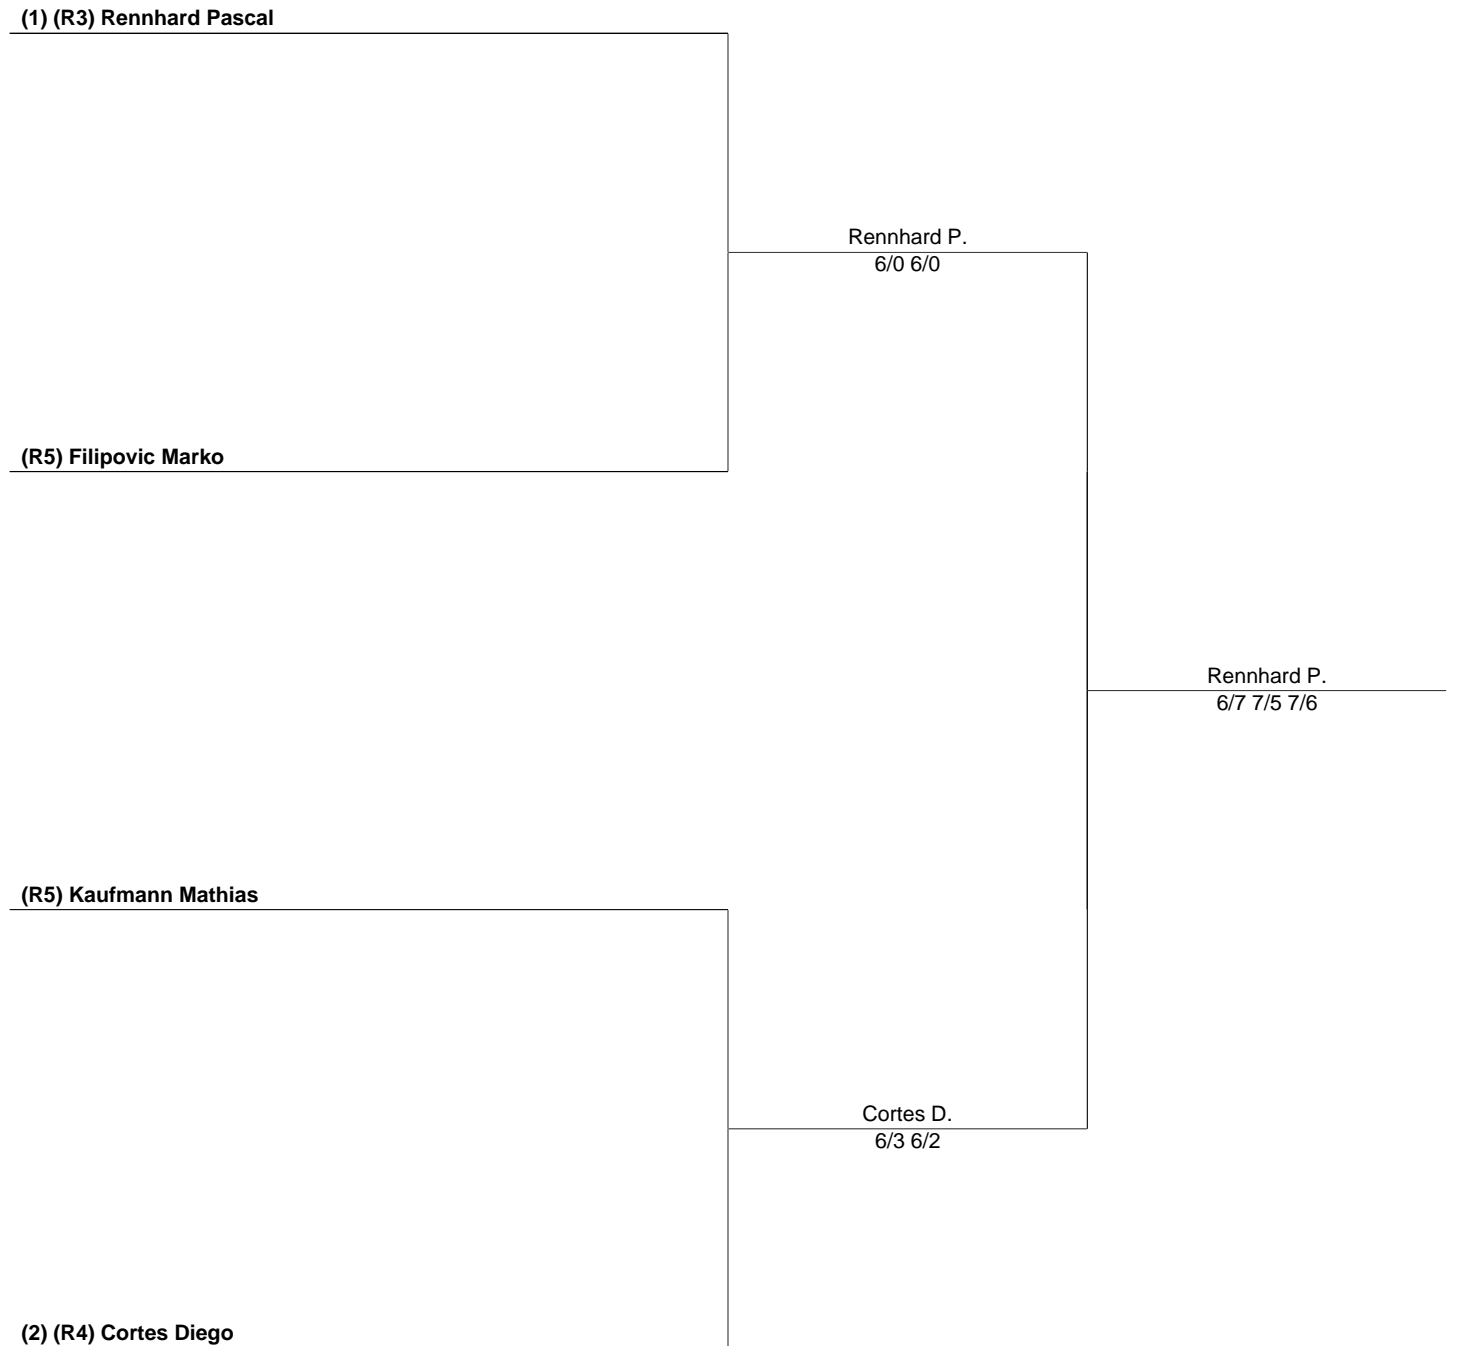 (1) (R3) Rennhard Pascal
Rennhard P.
6/0 6/0
(R5) Filipovic Marko
Rennhard P.
6/7 7/5 7/6
(R5) Kaufmann Mathias
Cortes D.
6/3 6/2
(2) (R4) Cortes Diego